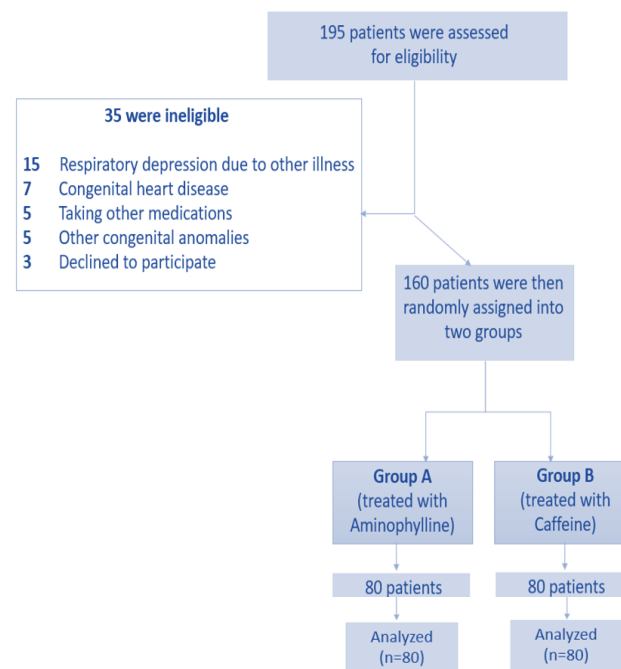 195 patients were assessed
for eligibility
35 were ineligible
15 Respiratory depression due to other illness
7 Congenital heart disease
5 Taking other medications
5 Other congenital anomalies
3 Declined to participate
160 patients were then
randomly assigned into
two groups
Group A
(treated with
Aminophylline)
Group B
(treated with
Caffeine)
80 patients
80 patients
Analyzed
(n=80)
Analyzed
(n=80)